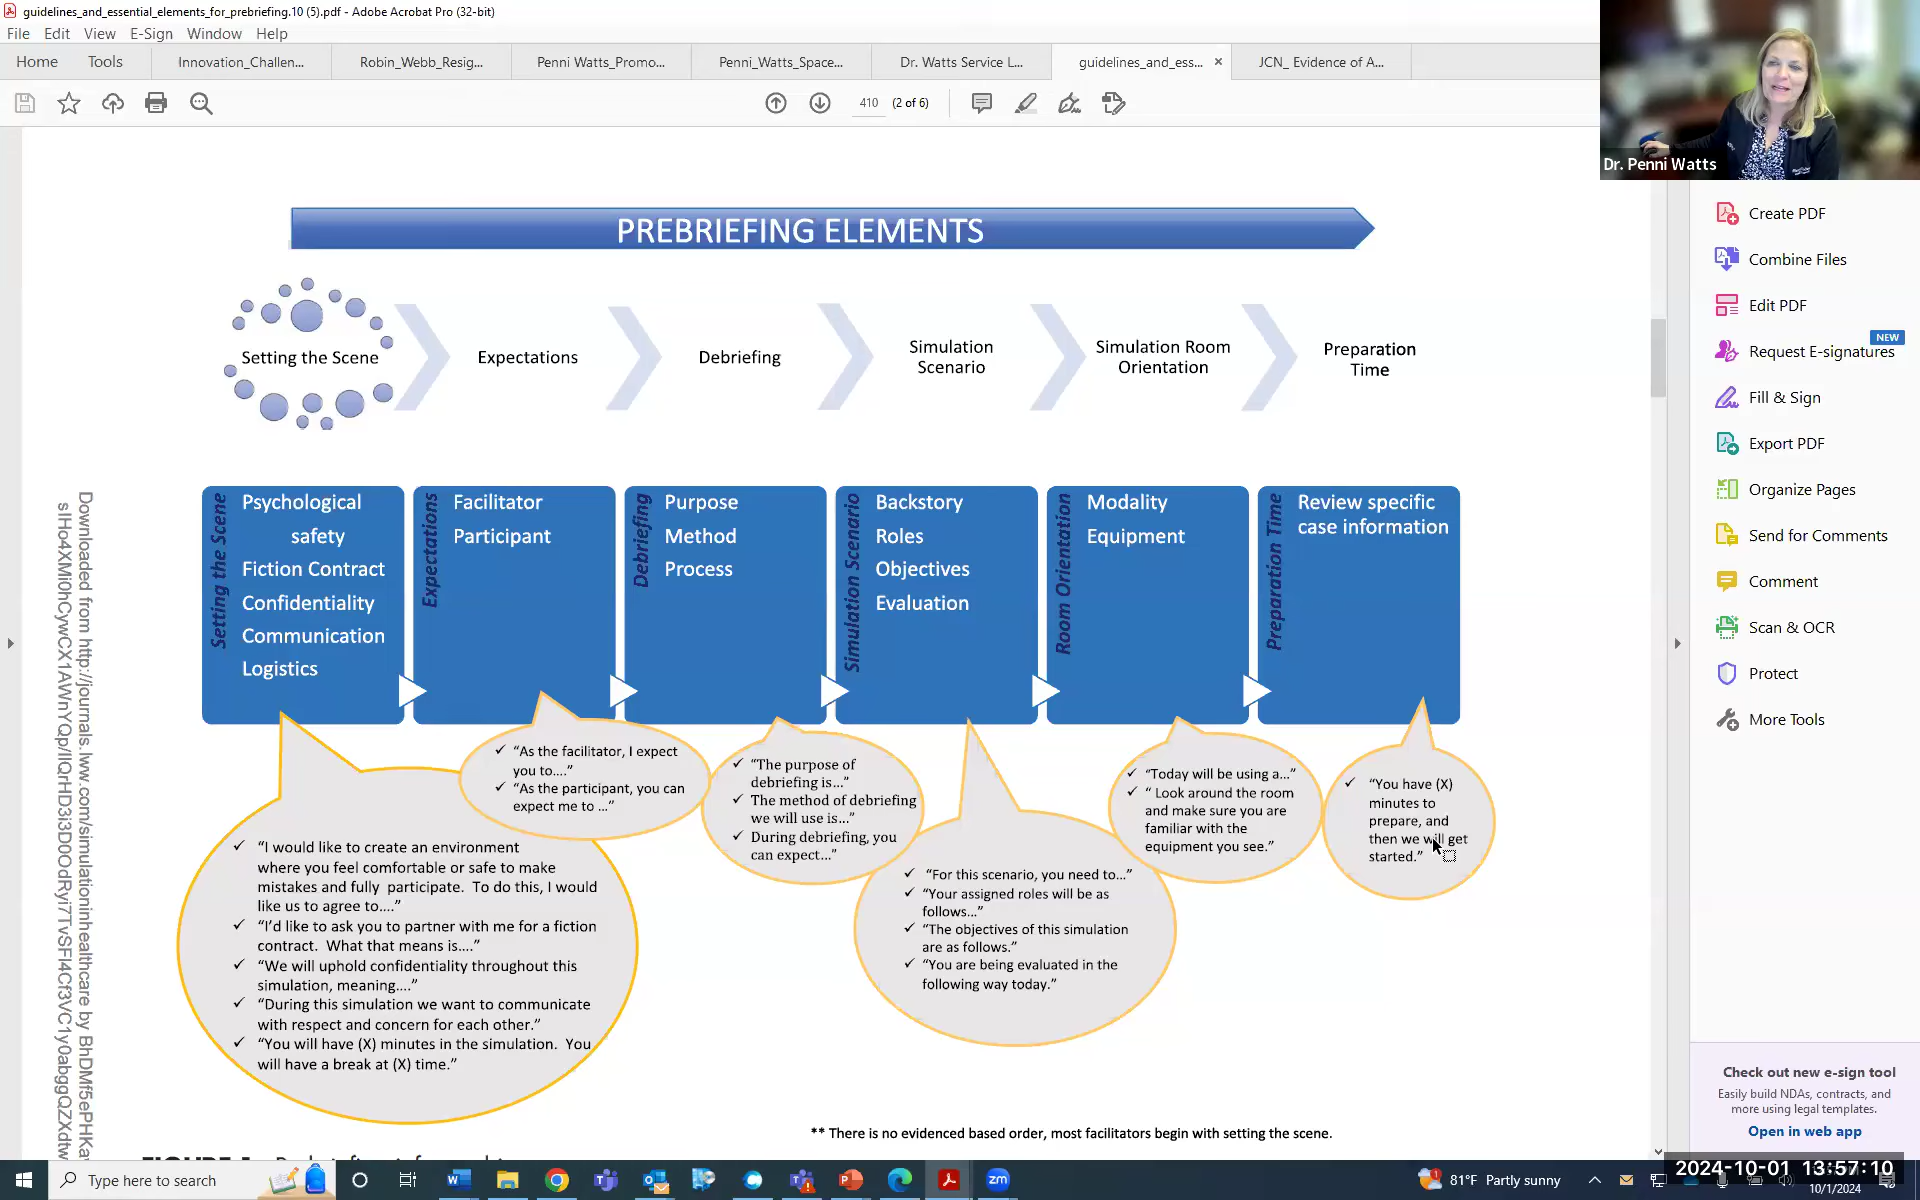 guidelines_and_essential_elements_for_prebriefing.10 (5).pdf - Adobe Acrobat Pro (32-bit)
File Edit View E-Sign Window Help
Home Tools Innovation_Challen... Robin_Webb_Resig... Penni Watts_Promo... Penni_Watts_Space... Dr. Watts Service L... guidelines_and_ess... × JCN_ Evidence of A...
410 (2 of 6)
Dr. Penni Watts
PREBRIEFING ELEMENTS
Setting the Scene
Expectations
Debriefing
Simulation
Scenario
Simulation Room
Orientation
Preparation
Time
Setting the Scene
Psychological
safety
Fiction Contract
Confidentiality
Communication
Logistics
Expectations
Facilitator
Participant
Debriefing
Purpose
Method
Process
Simulation Scenario
Backstory
Roles
Objectives
Evaluation
Room Orientation
Modality
Equipment
Preparation Time
Review specific
case information
✓ "I would like to create an environment
where you feel comfortable or safe to make
mistakes and fully participate. To do this, I would
like us to agree to...."
✓ "I'd like to ask you to partner with me for a fiction
contract. What that means is...."
✓ "We will uphold confidentiality throughout this
simulation, meaning...."
✓ "During this simulation we want to communicate
with respect and concern for each other."
✓ "You will have (X) minutes in the simulation. You
will have a break at (X) time."
✓ "As the facilitator, I expect
you to...."
✓ "As the participant, you can
expect me to ..."
✓ "The purpose of
debriefing is..."
✓ The method of debriefing
we will use is..."
✓ During debriefing, you
can expect..."
✓ "For this scenario, you need to..."
✓ "Your assigned roles will be as
follows..."
✓ "The objectives of this simulation
are as follows."
✓ "You are being evaluated in the
following way today."
✓ "Today will be using a..."
✓ " Look around the room
and make sure you are
familiar with the
equipment you see."
✓ "You have (X)
minutes to
prepare, and
then we will get
started."
** There is no evidenced based order, most facilitators begin with setting the scene.
Downloaded from http://journals.lww.com/simulationinhealthcare by
Create PDF
Combine Files
Edit PDF
NEW
Request E-signatures
Fill & Sign
Export PDF
Organize Pages
Send for Comments
Comment
Scan & OCR
Protect
More Tools
Check out new e-sign tool
Easily build NDAs, contracts, and
more using legal templates.
Open in web app
Type here to search
zm
81°F Partly sunny
2024-10-01 13:57:10
10/1/2024